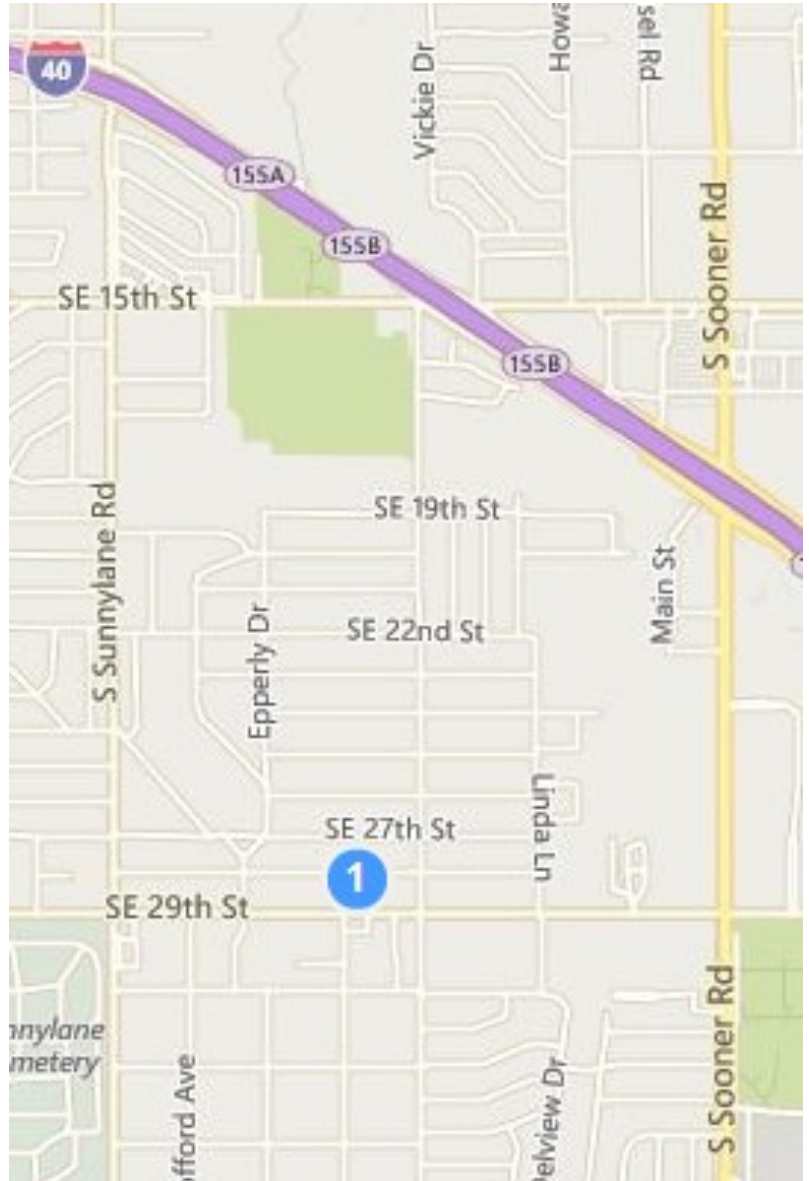 40
Vickie Dr
Howa
sel Rd
155A
155B
S Sooner Rd
SE 15th St
155B
SE 19th St
S Sunnylane Rd
Main St
SE 22nd St
Epperly Dr
Linda Ln
SE 27th St
1
SE 29th St
nnylane
metery
S Sooner Rd
fford Ave
elview Dr